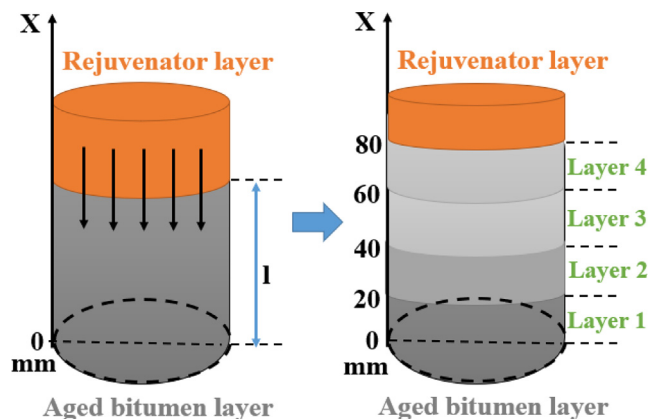 X
Rejuvenator layer
l
0
mm
Aged bitumen layer
X
Rejuvenator layer
80
Layer 4
60
Layer 3
40
Layer 2
20
Layer 1
0
mm
Aged bitumen layer